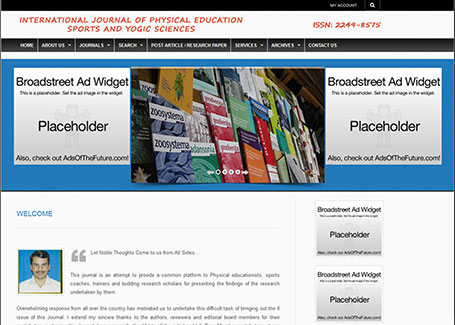 MY ACCOUNT
INTERNATIONAL JOURNAL OF PHYSICAL EDUCATION
SPORTS AND YOGIC SCIENCES
ISSN: 2249-8575
HOME ABOUT US JOURNALS SEARCH POST ARTICLE / RESEARCH PAPER SERVICES ARCHIVES CONTACT US
Broadstreet Ad Widget
This is a placeholder. Set the ad image in the widget.
Placeholder
Also, check out AdsOfTheFuture.com!
zoosystema
zoosystema
zoosystema
adansonia
geodiversitas
Broadstreet Ad Widget
This is a placeholder. Set the ad image in the widget.
Placeholder
Also, check out AdsOfTheFuture.com!
WELCOME
Let Noble Thoughts Come to us from All Sides ...
This journal is an attempt to provide a common platform to Physical educationists, sports
coaches, trainers and budding research scholars for presenting the findings of the research
undertaken by them.
Overwhelming response from all over the country has motivated us to undertake this difficult task of bringing out the II
issue of this Journal. I extend my sincere thanks to the authors, reviewers and editorial board members for their
Broadstreet Ad Widget
This is a placeholder. Set the ad image in the widget.
Placeholder
Also, check out AdsOfTheFuture.com!
Broadstreet Ad Widget
This is a placeholder. Set the ad image in the widget.
Placeholder